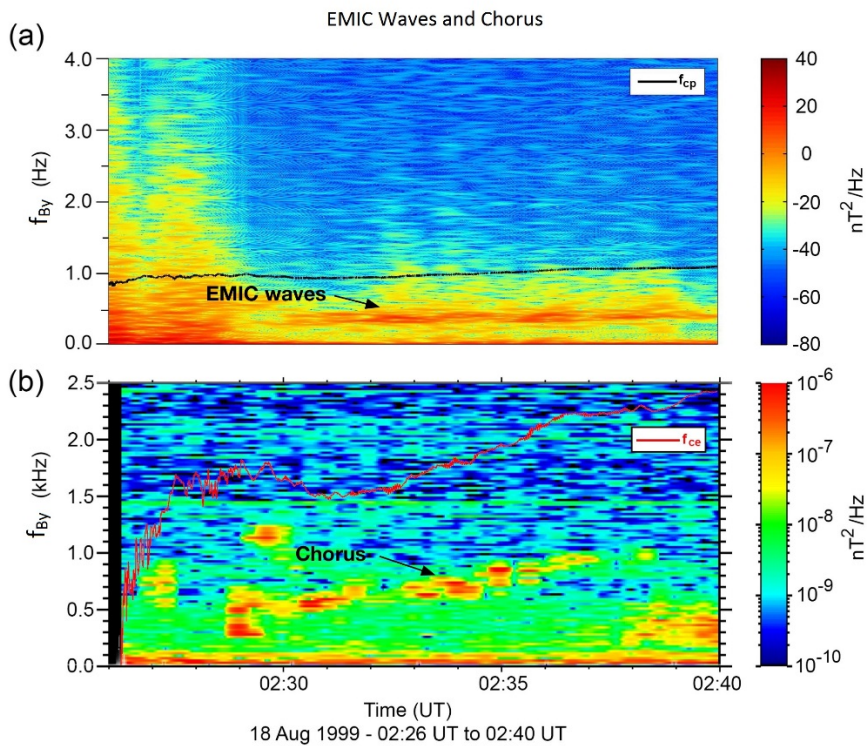 EMIC Waves and Chorus
(a)
4.0
3.0
2.0
1.0
0.0
f_By (Hz)
f_cp
EMIC waves
40
20
0
-20
-40
-60
-80
nT²/Hz
(b)
2.5
2.0
1.5
1.0
0.5
0.0
f_By (kHz)
f_ce
Chorus
10⁻⁶
10⁻⁷
10⁻⁸
10⁻⁹
10⁻¹⁰
nT²/Hz
02:30 02:35 02:40
Time (UT)
18 Aug 1999 - 02:26 UT to 02:40 UT